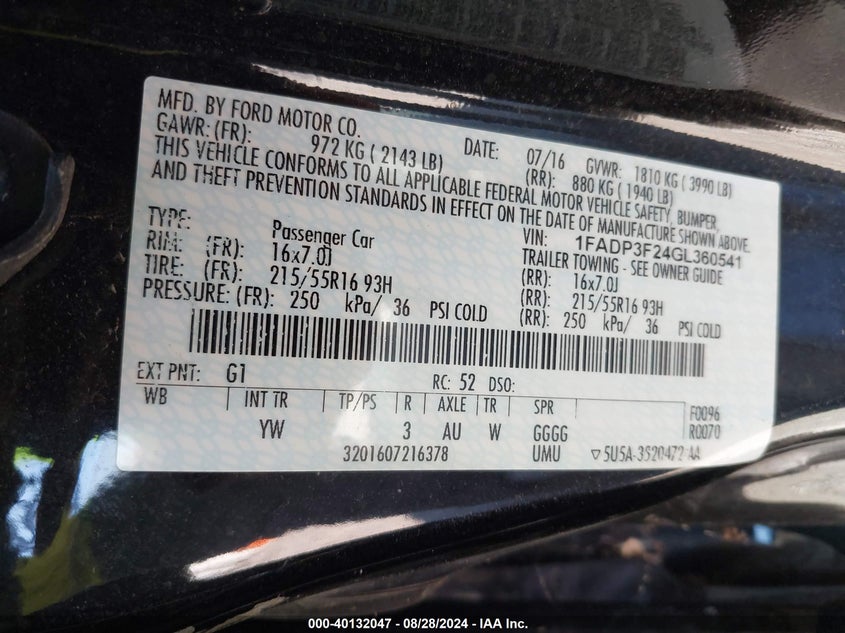 MFD. BY FORD MOTOR CO. DATE: 07/16 GVWR: 1810 KG ( 3990 LB)
GAWR: (FR): 972 KG ( 2143 LB) (RR): 880 KG ( 1940 LB)
THIS VEHICLE CONFORMS TO ALL APPLICABLE FEDERAL MOTOR VEHICLE SAFETY, BUMPER,
AND THEFT PREVENTION STANDARDS IN EFFECT ON THE DATE OF MANUFACTURE SHOWN ABOVE.
TYPE: Passenger Car VIN: 1FADP3F24GL360541
TRAILER TOWING - SEE OWNER GUIDE
RIM: (FR): 16x7.0J (RR): 16x7.0J
TIRE: (FR): 215/55R16 93H (RR): 215/55R16 93H
PRESSURE: (FR): 250 kPa/ 36 PSI COLD (RR): 250 kPa/ 36 PSI COLD
EXT PNT: G1 RC: 52 DSO:
WB INT TR TP/PS R AXLE TR SPR F0096
YW 3 AU W GGGG R0070
3201607216378 UMU ▽5U5A-3520472-AA
000-40132047 - 08/28/2024 - IAA Inc.